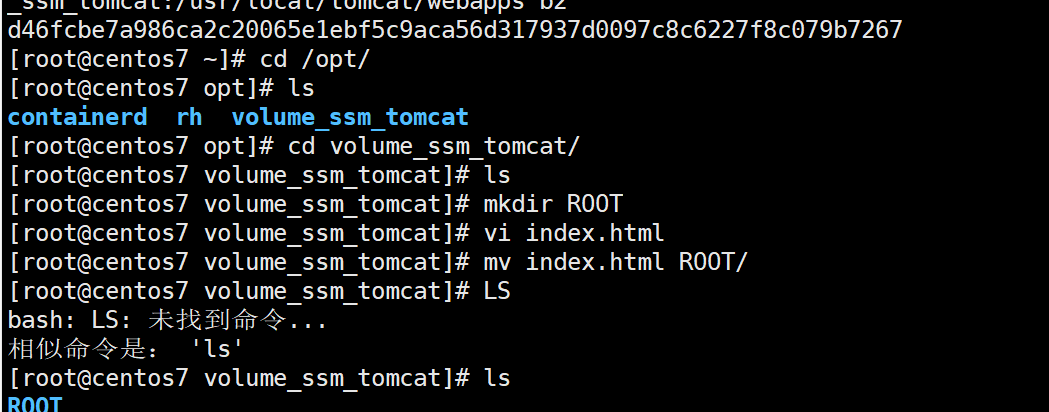 _ssm_tomcat:/usr/local/tomcat/webapps b2
d46fcbe7a986ca2c20065e1ebf5c9aca56d317937d0097c8c6227f8c079b7267
[root@centos7 ~]# cd /opt/
[root@centos7 opt]# ls
containerd  rh  volume_ssm_tomcat
[root@centos7 opt]# cd volume_ssm_tomcat/
[root@centos7 volume_ssm_tomcat]# ls
[root@centos7 volume_ssm_tomcat]# mkdir ROOT
[root@centos7 volume_ssm_tomcat]# vi index.html
[root@centos7 volume_ssm_tomcat]# mv index.html ROOT/
[root@centos7 volume_ssm_tomcat]# LS
bash: LS: 未找到命令...
相似命令是： 'ls'
[root@centos7 volume_ssm_tomcat]# ls
ROOT